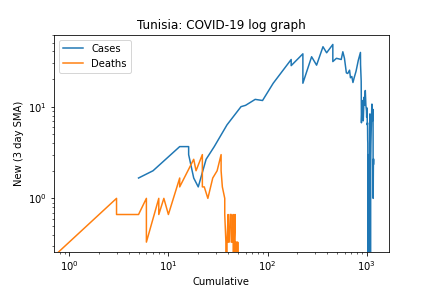 Tunisia: COVID-19 log graph
Cases
Deaths
New (3 day SMA)
10¹
10⁰
10⁰ 10¹ 10² 10³
Cumulative